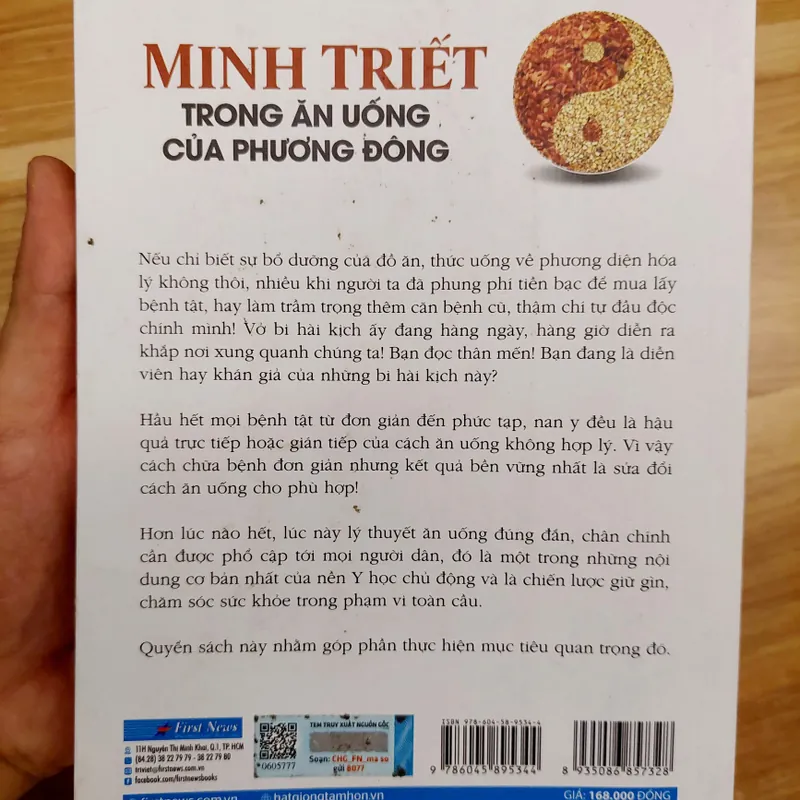 MINH TRIẾT
TRONG ĂN UỐNG
CỦA PHƯƠNG ĐÔNG
Nếu chỉ biết sự bổ dưỡng của đồ ăn, thức uống về phương diện hóa
lý không thôi, nhiều khi người ta đã phung phí tiền bạc để mua lấy
bệnh tật, hay làm trầm trọng thêm căn bệnh cũ, thậm chí tự đầu độc
chính mình! Vở bi hài kịch ấy đang hàng ngày, hàng giờ diễn ra
khắp nơi xung quanh chúng ta! Bạn đọc thân mến! Bạn đang là diễn
viên hay khán giả của những bi hài kịch này?
Hầu hết mọi bệnh tật từ đơn giản đến phức tạp, nan y đều là hậu
quả trực tiếp hoặc gián tiếp của cách ăn uống không hợp lý. Vì vậy
cách chữa bệnh đơn giản nhưng kết quả bền vững nhất là sửa đổi
cách ăn uống cho phù hợp!
Hơn lúc nào hết, lúc này lý thuyết ăn uống đúng đắn, chân chính
cần được phổ cập tới mọi người dân, đó là một trong những nội
dung cơ bản nhất của nền Y học chủ động và là chiến lược giữ gìn,
chăm sóc sức khỏe trong phạm vi toàn cầu.
Quyển sách này nhằm góp phần thực hiện mục tiêu quan trọng đó.
First News
11H Nguyễn Thị Minh Khai, Q.1, TP. HCM
(84.28) 38 22 79 79 - 38 22 79 80
triviet@firstnews.com.vn
facebook.com/firstnewsbooks
*0605777
TEM TRUY XUẤT NGUỒN GỐC
Soạn: CHG_FN_ma so
gửi 8077
ISBN 978-604-58-9534-4
9 786045 895344
8 935086 857328
firstnews.com.vn
hatgiongtamhon.vn
GIÁ: 168.000 ĐỒNG